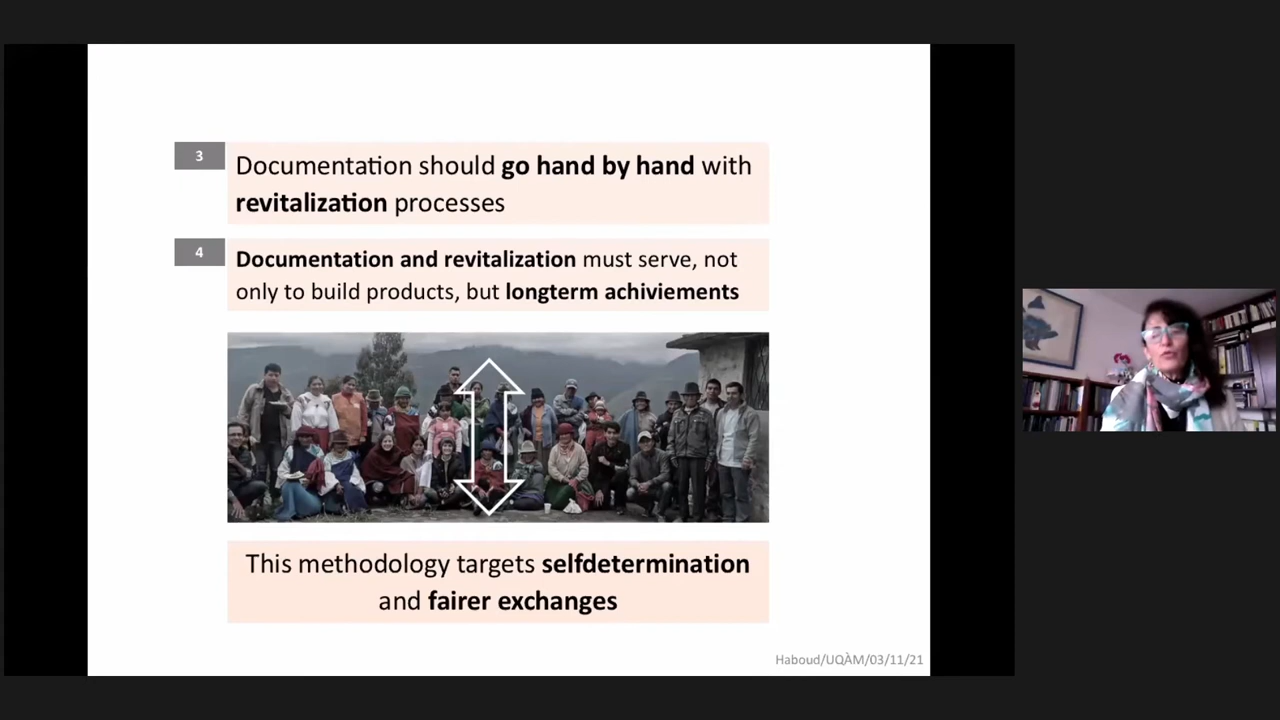 3
Documentation should go hand by hand with
revitalization processes
4
Documentation and revitalization must serve, not
only to build products, but longterm achiviements
This methodology targets selfdetermination
and fairer exchanges
Haboud/UQÀM/03/11/21